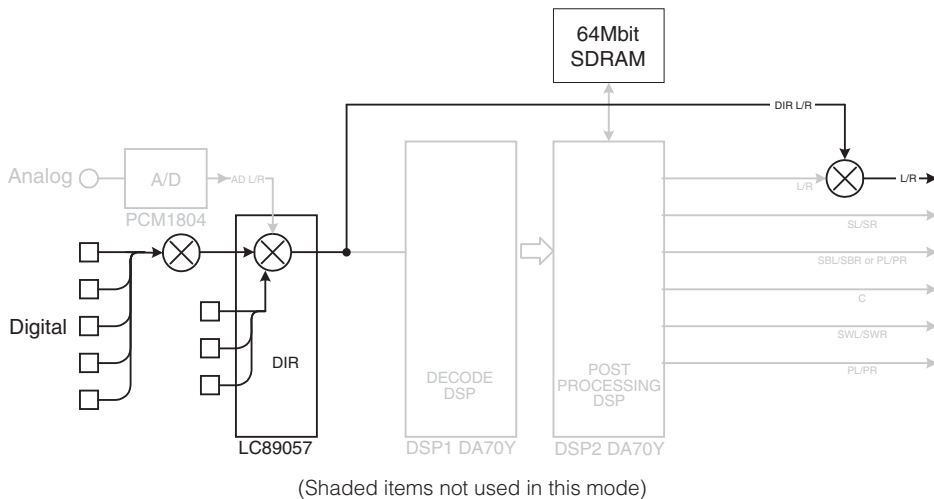 64Mbit
SDRAM
DIR L/R
Analog
A/D
AD L/R
PCM1804
L/R
L/R
SL/SR
SBL/SBR or PL/PR
C
SWL/SWR
PL/PR
Digital
DIR
LC89057
DECODE
DSP
DSP1 DA70Y
POST
PROCESSING
DSP
DSP2 DA70Y
(Shaded items not used in this mode)